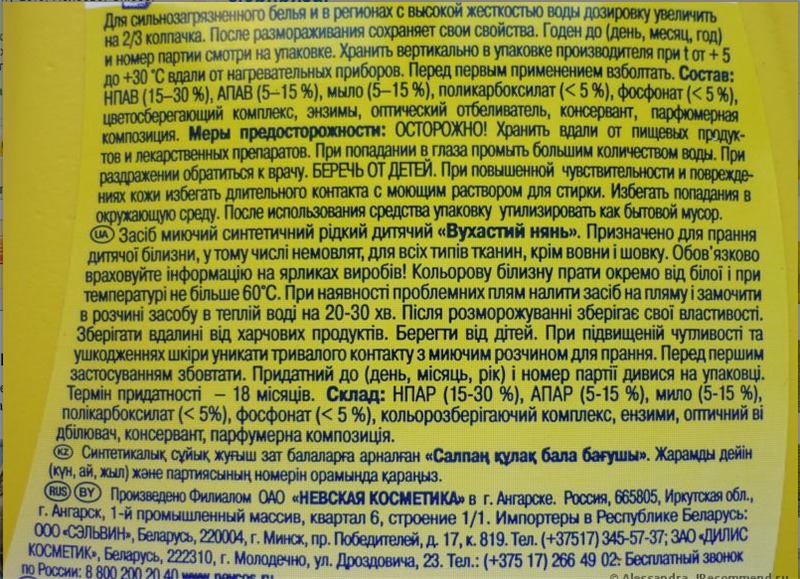 Для сильнозагрязненного белья и в регионах с высокой жесткостью воды дозировку увеличить
на 2/3 колпачка. После размораживания сохраняет свои свойства. Годен до (день, месяц, год)
и номер партии смотри на упаковке. Хранить вертикально в упаковке производителя при t от + 5
до +30 °С вдали от нагревательных приборов. Перед первым применением взболтать. Состав:
НПАВ (15–30 %), АПАВ (5–15 %), мыло (5–15 %), поликарбоксилат (< 5 %), фосфонат (< 5 %),
цветосберегающий комплекс, энзимы, оптический отбеливатель, консервант, парфюмерная
композиция. Меры предосторожности: ОСТОРОЖНО! Хранить вдали от пищевых продук-
тов и лекарственных препаратов. При попадании в глаза промыть большим количеством воды. При
раздражении обратиться к врачу. БЕРЕЧЬ ОТ ДЕТЕЙ. При повышенной чувствительности и поврежде-
ниях кожи избегать длительного контакта с моющим раствором для стирки. Избегать попадания в
окружающую среду. После использования средства упаковку утилизировать как бытовой мусор.
UA Засіб миючий синтетичний рідкий дитячий «Вухастий нянь». Призначено для прання
дитячої білизни, у тому числі немовлят, для всіх типів тканин, крім вовни і шовку. Обов'язково
враховуйте інформацію на ярликах виробів! Кольорову білизну прати окремо від білої і при
температурі не більше 60°С. При наявності проблемних плям налити засіб на пляму і замочити
в розчині засобу в теплій воді на 20-30 хв. Після розморожуванні зберігає свої властивості.
Зберігати вдалині від харчових продуктів. Берегти від дітей. При підвищеній чутливості та
ушкодженнях шкіри уникати тривалого контакту з миючим розчином для прання. Перед першим
застосуванням збовтати. Придатний до (день, місяць, рік) і номер партії дивися на упаковці.
Термін придатності – 18 місяців. Склад: НПАР (15-30 %), АПАР (5-15 %), мило (5-15 %),
полікарбоксилат (< 5%), фосфонат (< 5 %), кольорозберігаючий комплекс, ензими, оптичний ві
дбілювач, консервант, парфумерна композиція.
KZ Синтетикалық сұйық жуғыш зат балаларға арналған «Салпаң құлақ бала бағушы». Жарамды дейін
(күн, ай, жыл) және партиясының номерін орамында қараңыз.
RUS BY Произведено Филиалом ОАО «НЕВСКАЯ КОСМЕТИКА» в г. Ангарске. Россия, 665805, Иркутская обл.,
г. Ангарск, 1-й промышленный массив, квартал 6, строение 1/1. Импортеры в Республике Беларусь:
ООО «СЭЛЬВИН», Беларусь, 220004, г. Минск, пр. Победителей, д. 17, к. 819. Тел. (+37517) 345-57-37; ЗАО «ДИЛИС
КОСМЕТИК», Беларусь, 222310, г. Молодечно, ул. Дроздовича, 23. Тел.: (+375 17) 266 49 02. Бесплатный звонок
по России: 8 800 200 20 40
© Alessandra, IRecommend.ru